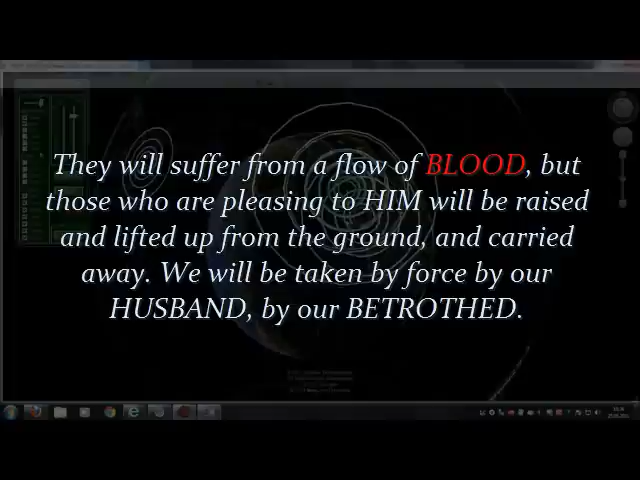 They will suffer from a flow of BLOOD, but
those who are pleasing to HIM will be raised
and lifted up from the ground, and carried
away. We will be taken by force by our
HUSBAND, by our BETROTHED.